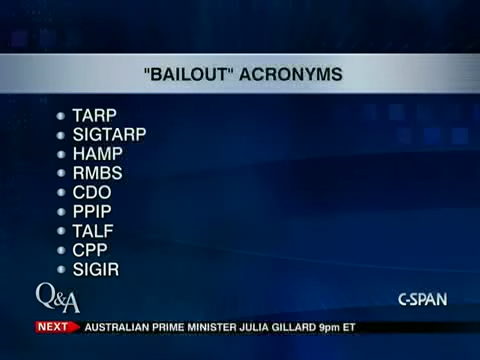 "BAILOUT" ACRONYMS
TARP
SIGTARP
HAMP
RMBS
CDO
PPIP
TALF
CPP
SIGIR
Q&A
C-SPAN
NEXT AUSTRALIAN PRIME MINISTER JULIA GILLARD 9pm ET